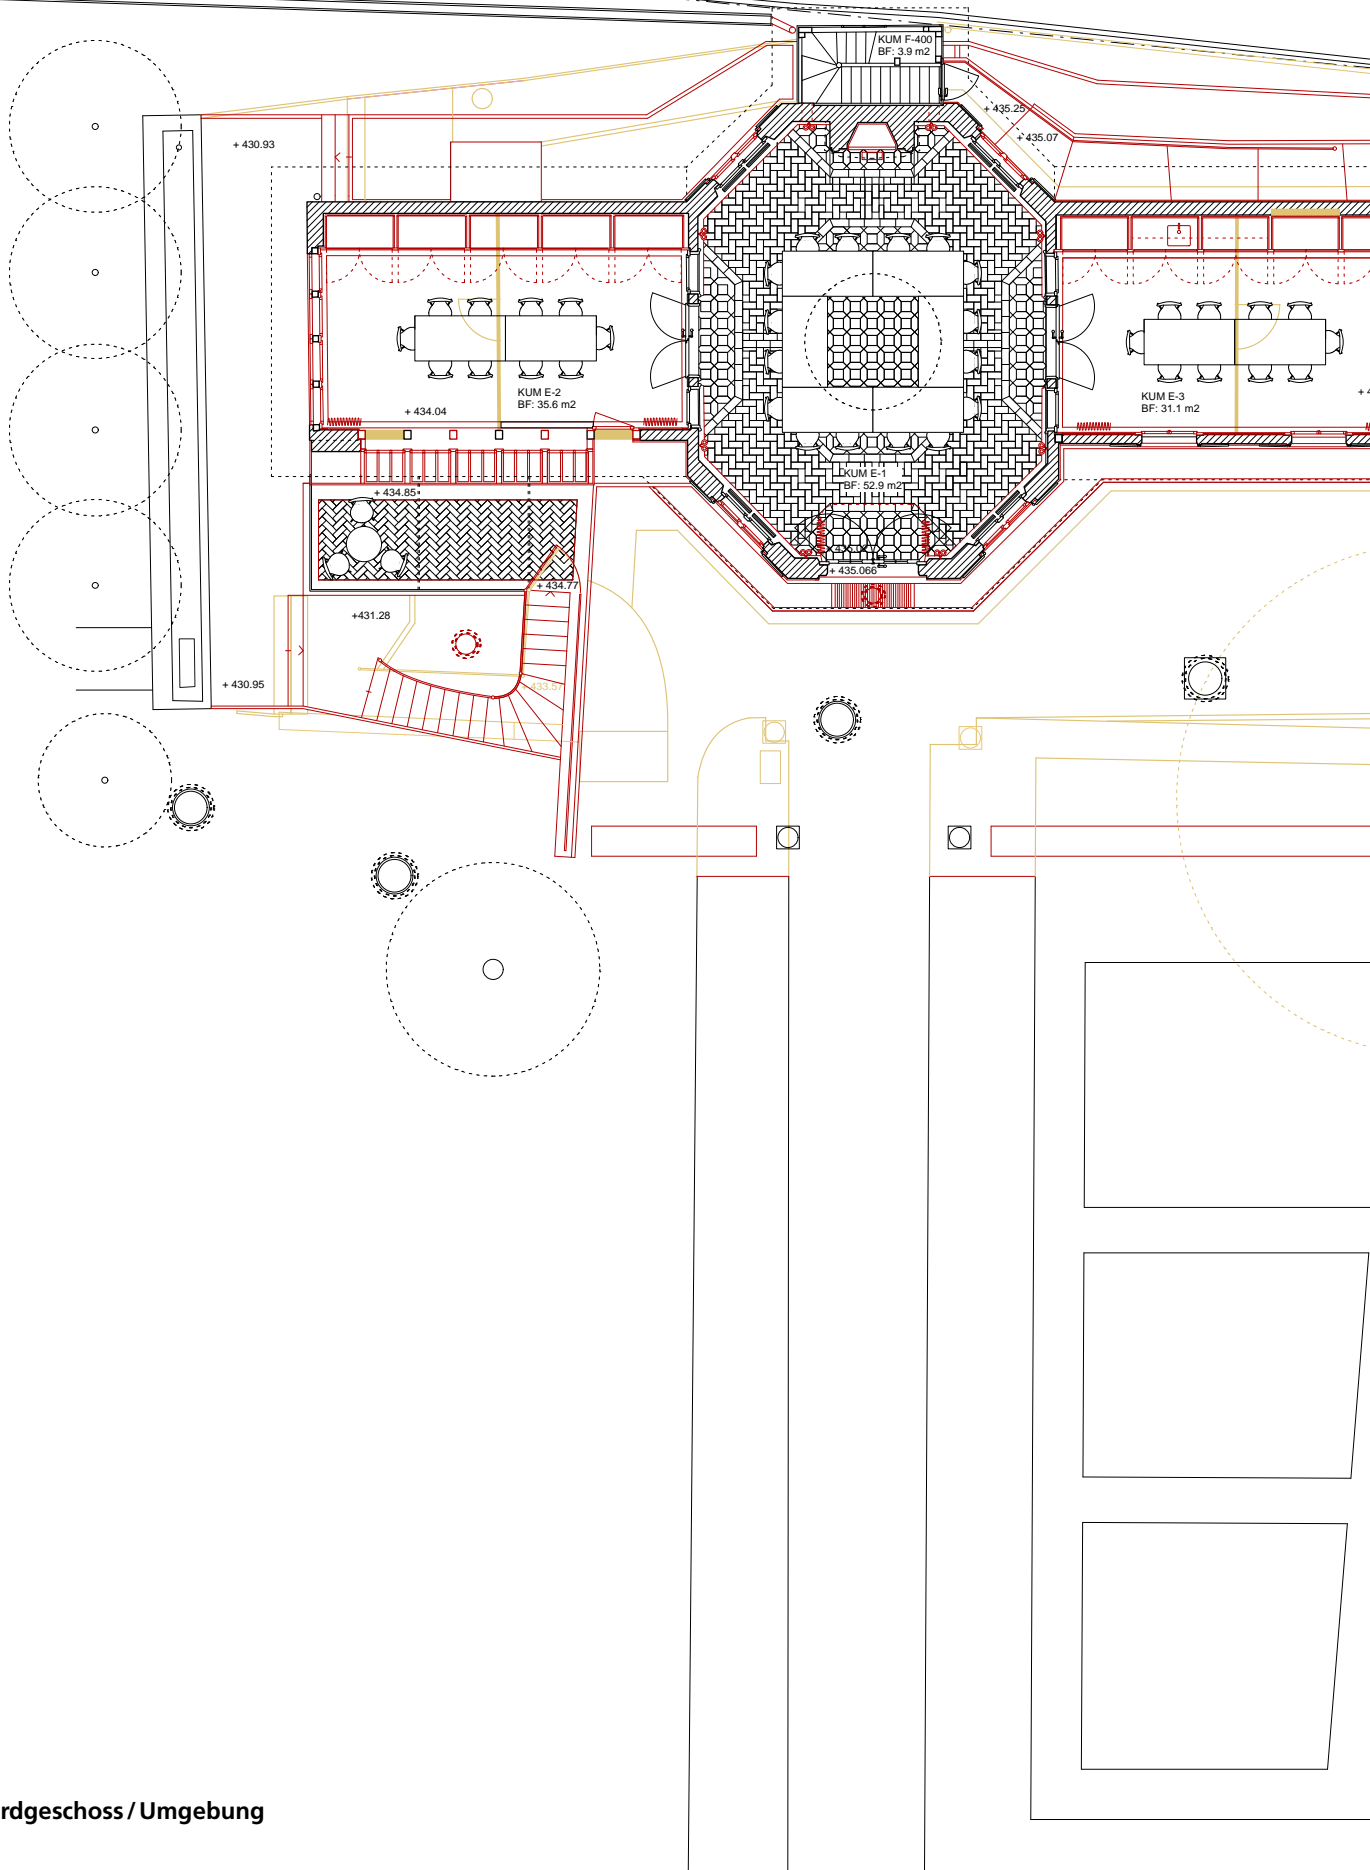 KUM F-400
BF: 3.9 m2
+ 435.25
+ 435.07
+ 430.93
KUM E-2
BF: 35.6 m2
+ 434.04
KUM E-3
BF: 31.1 m2
KUM E-1
BF: 52.9 m2
+ 434.85
+ 435.066
+ 434.77
+431.28
+ 430.95
+ 433.57
rdgeschoss / Umgebung